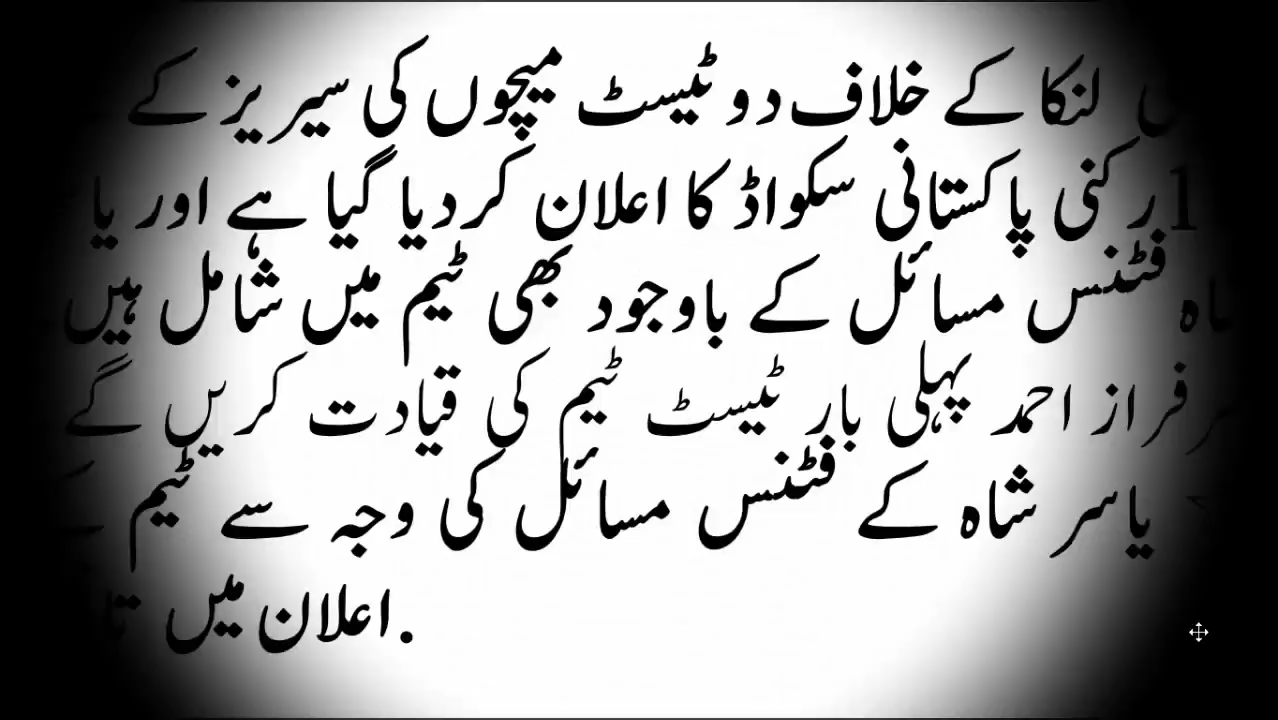 لنکا کے خلاف دو ٹیسٹ میچوں کی سیریز کے
رکنی پاکستانی سکواڈ کا اعلان کر دیا گیا ہے اور یا
فٹنس مسائل کے باوجود بھی ٹیم میں شامل ہیں
سرفراز احمد پہلی بار ٹیسٹ ٹیم کی قیادت کریں گے
یاسر شاہ کے فٹنس مسائل کی وجہ سے ٹیم
اعلان میں .